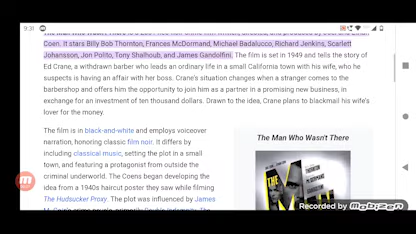 9:31
The Man Who Wasn't There
Coen. It stars Billy Bob Thornton, Frances McDormand, Michael Badalucco, Richard Jenkins, Scarlett
Johansson, Jon Polito, Tony Shalhoub, and James Gandolfini. The film is set in 1949 and tells the story of
Ed Crane, a withdrawn barber who leads an ordinary life in a small California town with his wife, who
he suspects is having an affair with her boss. Crane's situation changes when a stranger comes to the
barbershop and offers him the opportunity to join him as a partner in a promising new business, in
exchange for an investment of ten thousand dollars. Drawn to the idea, Crane plans to blackmail his wife's
lover for the money.
The film is in black-and-white and employs voiceover
narration, honoring classic film noir. It differs by
including classical music, setting the plot in a small
town, and featuring a protagonist from outside the
criminal underworld. The Coens began developing the
idea from a 1940s haircut poster they saw while filming
The Hudsucker Proxy. The plot was influenced by James
The Man Who Wasn't There
THE
M
Recorded by mobizen